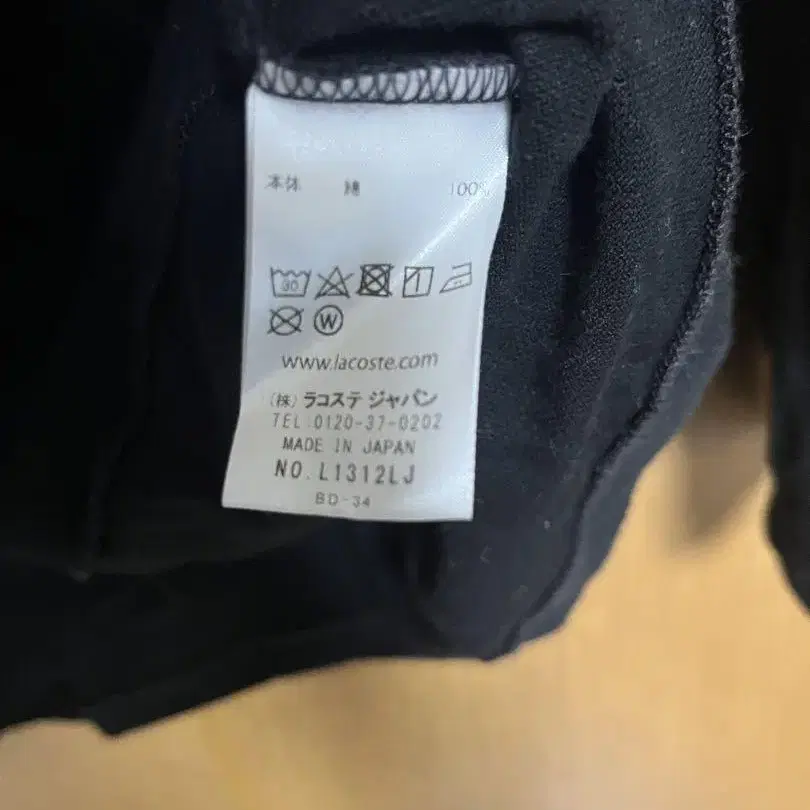 本体 綿 100%
30
W
www.lacoste.com
(株) ラコステ ジャパン
TEL:0120-37-0202
MADE IN JAPAN
NO. L1312LJ
BD-34